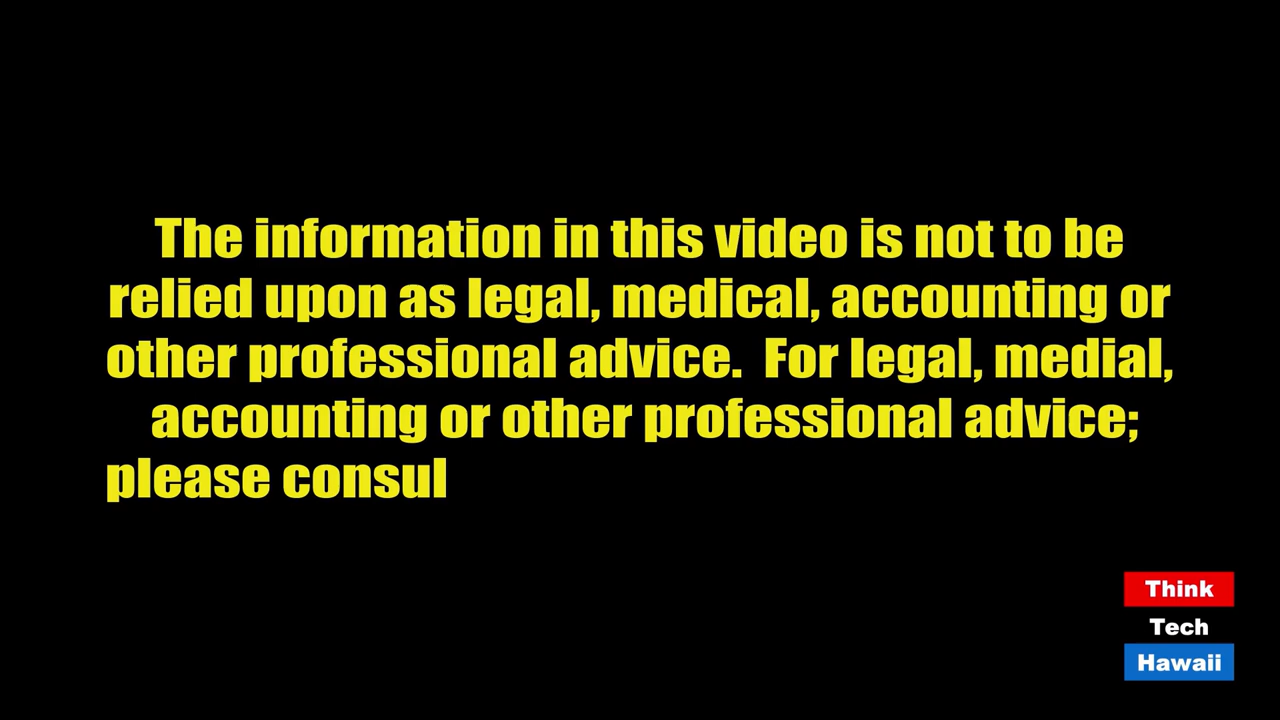 The information in this video is not to be
relied upon as legal, medical, accounting or
other professional advice.  For legal, medial,
accounting or other professional advice;
please consul
Think
Tech
Hawaii